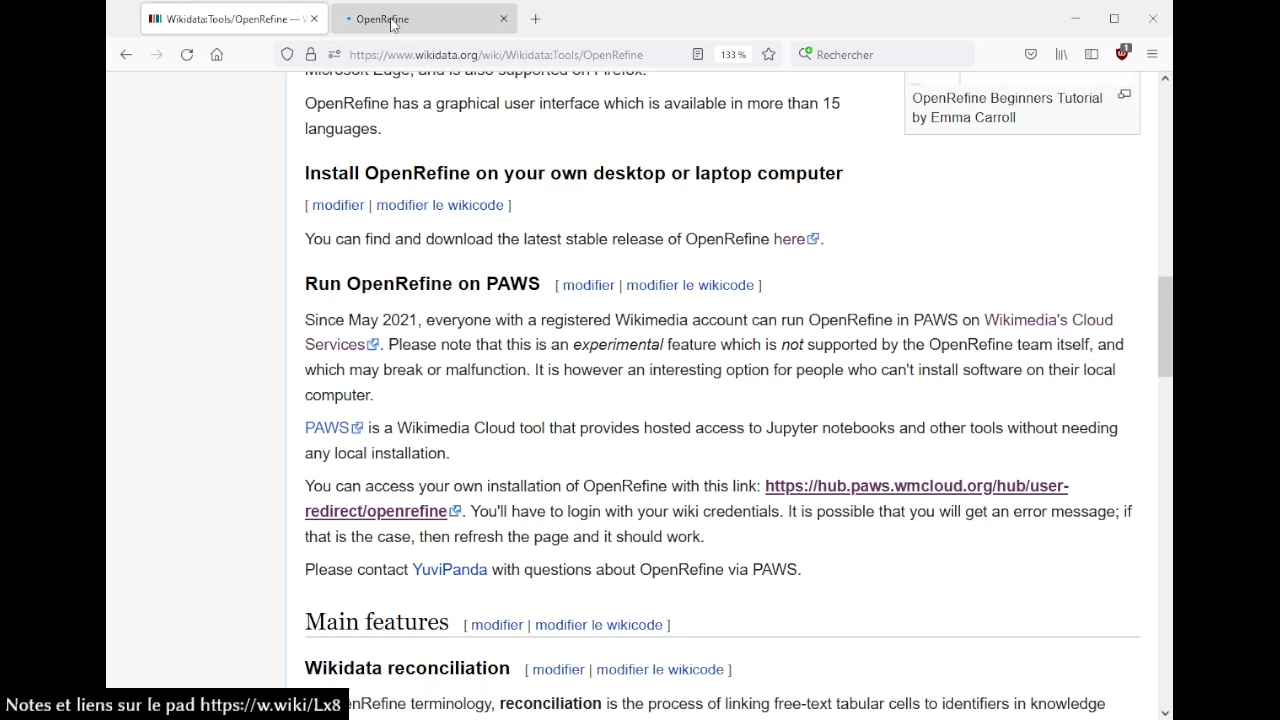 Wikidata:Tools/OpenRefine —
OpenRefine
https://www.wikidata.org/wiki/Wikidata:Tools/OpenRefine
133 %
Rechercher
1
Microsoft Edge, and is also supported on Firefox.
OpenRefine has a graphical user interface which is available in more than 15
languages.
OpenRefine Beginners Tutorial
by Emma Carroll
Install OpenRefine on your own desktop or laptop computer
[ modifier | modifier le wikicode ]
You can find and download the latest stable release of OpenRefine here.
Run OpenRefine on PAWS [ modifier | modifier le wikicode ]
Since May 2021, everyone with a registered Wikimedia account can run OpenRefine in PAWS on Wikimedia's Cloud
Services. Please note that this is an experimental feature which is not supported by the OpenRefine team itself, and
which may break or malfunction. It is however an interesting option for people who can't install software on their local
computer.
PAWS is a Wikimedia Cloud tool that provides hosted access to Jupyter notebooks and other tools without needing
any local installation.
You can access your own installation of OpenRefine with this link: https://hub.paws.wmcloud.org/hub/user-
redirect/openrefine. You'll have to login with your wiki credentials. It is possible that you will get an error message; if
that is the case, then refresh the page and it should work.
Please contact YuviPanda with questions about OpenRefine via PAWS.
Main features [ modifier | modifier le wikicode ]
Wikidata reconciliation [ modifier | modifier le wikicode ]
nRefine terminology, reconciliation is the process of linking free-text tabular cells to identifiers in knowledge
Notes et liens sur le pad https://w.wiki/Lx8